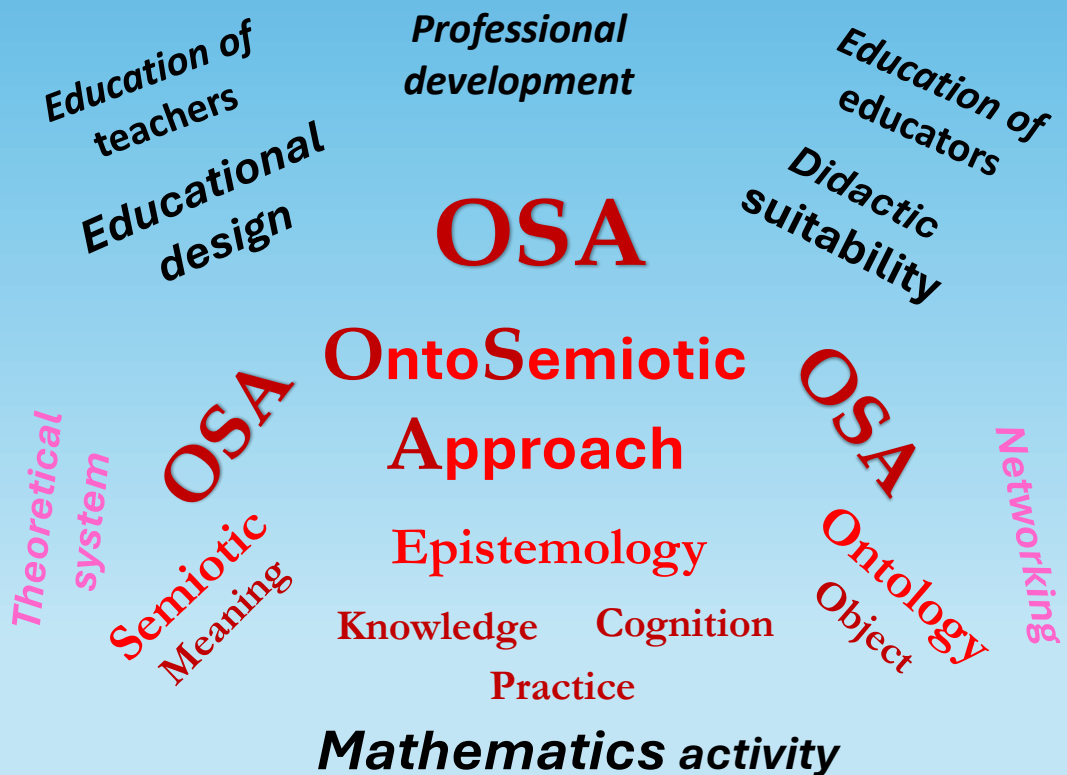 Education of
teachers
Professional
development
Education of
educators
Educational
design
Didactic
suitability
OSA
OntoSemiotic
Approach
OSA
OSA
Theoretical
system
Semiotic
Meaning
Epistemology
Knowledge Cognition
Practice
Ontology
Object
Networking
Mathematics activity